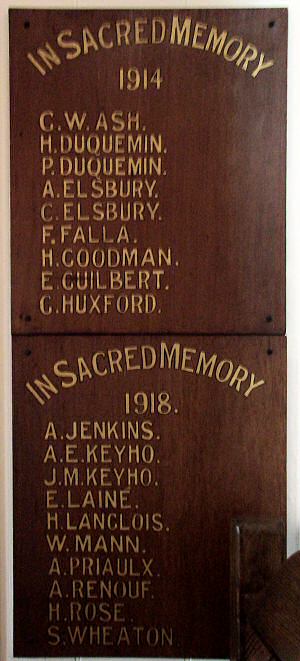 IN SACRED MEMORY
1914
G.W. ASH.
H. DUQUEMIN.
P. DUQUEMIN.
A. ELSBURY.
C. ELSBURY.
F. FALLA.
H. GOODMAN.
E. GUILBERT.
G. HUXFORD.
IN SACRED MEMORY
1918.
A. JENKINS.
A.E. KEYHO.
J.M. KEYHO.
E. LAINÉ.
H. LANGLOIS.
W. MANN.
A. PRIAULX.
A. RENOUF.
H. ROSE
S. WHEATON.